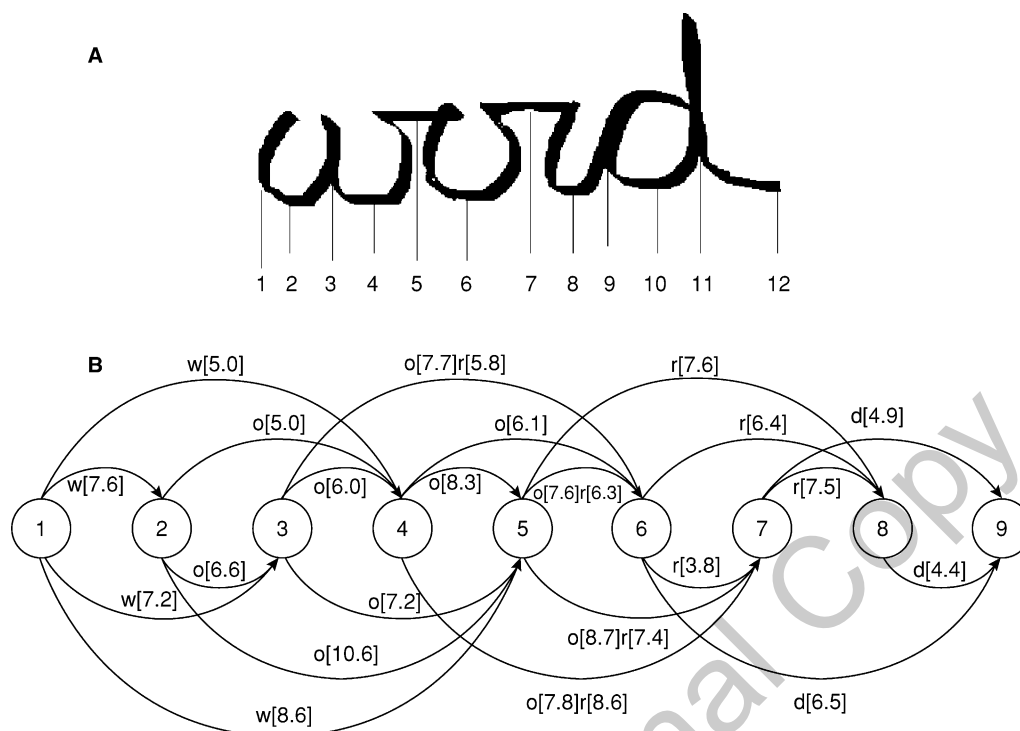 A
word
1 2 3 4 5 6 7 8 9 10 11 12
B
w[5.0] o[7.7]r[5.8] r[7.6]
o[5.0] o[6.1] r[6.4] d[4.9]
w[7.6] o[6.0] o[8.3] o[7.6]r[6.3] r[7.5]
1 2 3 4 5 6 7 8 9
o[6.6] r[3.8] d[4.4]
w[7.2] o[7.2]
o[10.6] o[8.7]r[7.4]
w[8.6] o[7.8]r[8.6] d[6.5]
Copy